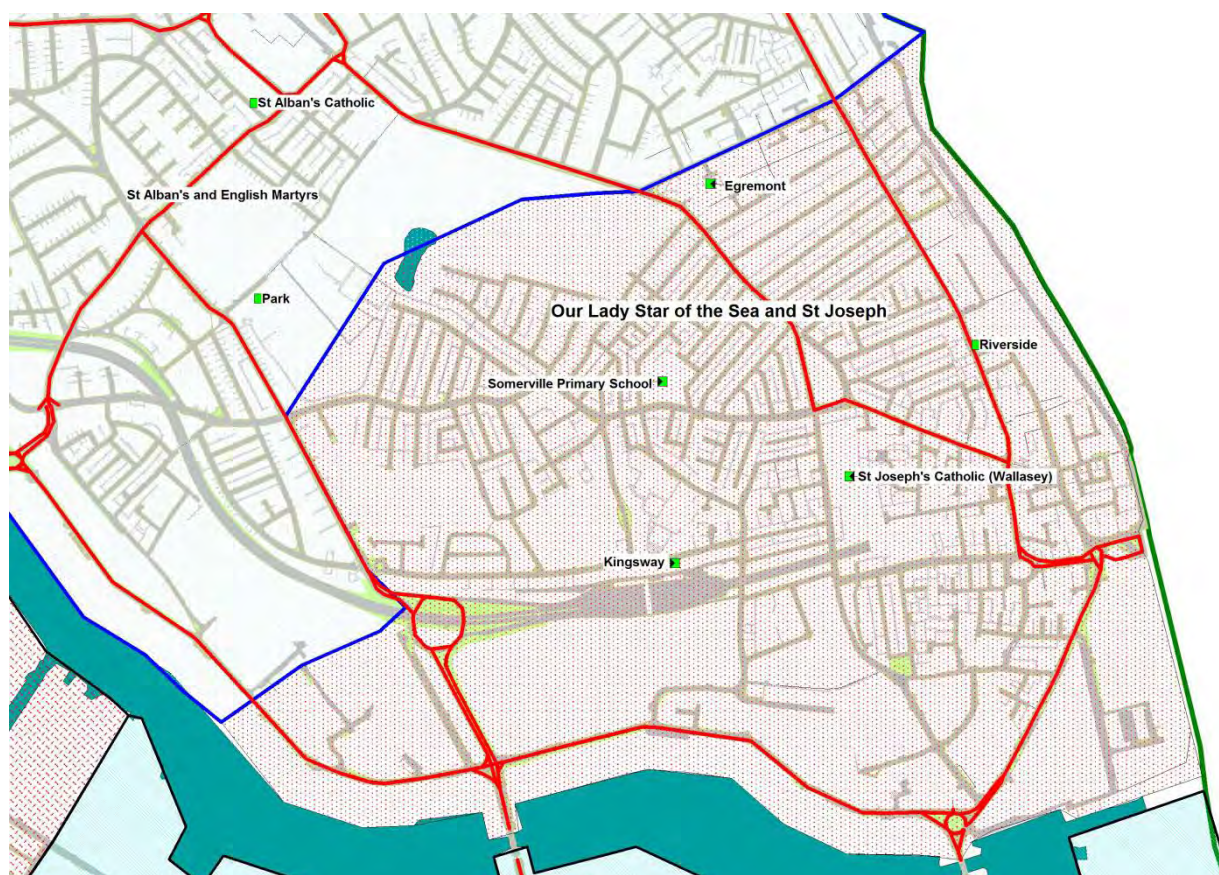 St Alban's Catholic
St Alban's and English Martyrs
Egremont
Park
Our Lady Star of the Sea and St Joseph
Riverside
Somerville Primary School
St Joseph's Catholic (Wallasey)
Kingsway